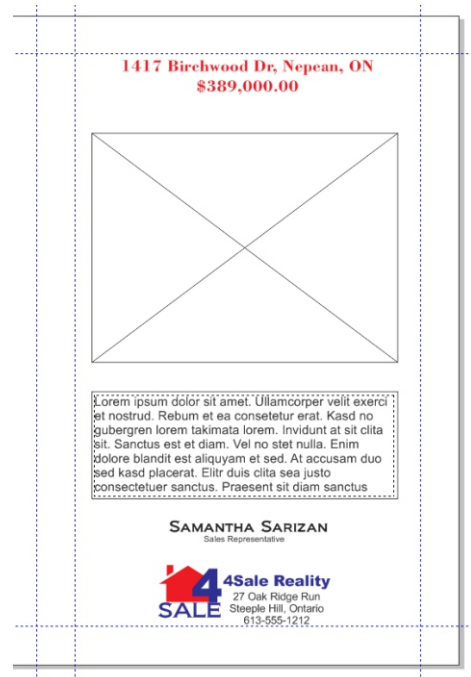 1417 Birchwood Dr, Nepean, ON
$389,000.00
Lorem ipsum dolor sit amet. Ullamcorper velit exerci
et nostrud. Rebum et ea consetetur erat. Kasd no
gubergren lorem takimata lorem. Invidunt at sit clita
sit. Sanctus est et diam. Vel no stet nulla. Enim
dolore blandit est aliquyam et sed. At accusam duo
sed kasd placerat. Elitr duis clita sea justo
consectetuer sanctus. Praesent sit diam sanctus
SAMANTHA SARIZAN
Sales Representative
4
SALE
4Sale Reality
27 Oak Ridge Run
Steeple Hill, Ontario
613-555-1212